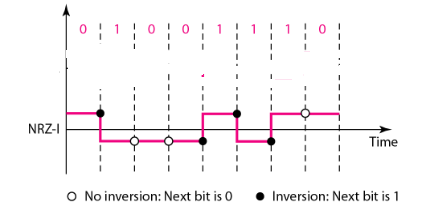 0 1 0 0 1 1 1 0
NRZ-I
Time
No inversion: Next bit is 0 Inversion: Next bit is 1